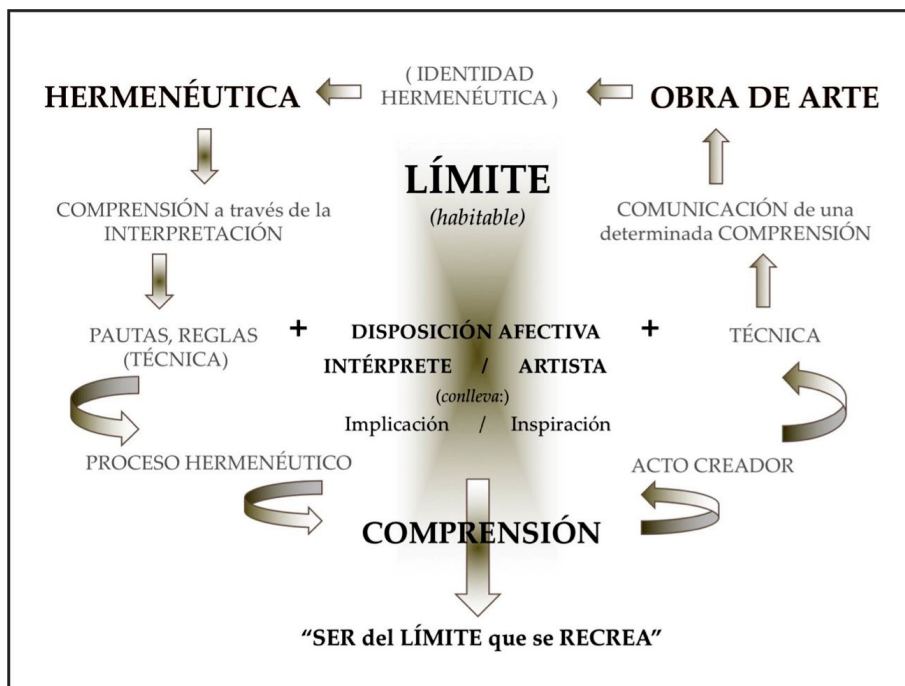 HERMENÉUTICA
( IDENTIDAD
HERMENÉUTICA )
OBRA DE ARTE
LÍMITE
(habitable)
COMPRENSIÓN a través de la
INTERPRETACIÓN
COMUNICACIÓN de una
determinada COMPRENSIÓN
PAUTAS, REGLAS
(TÉCNICA)
+
DISPOSICIÓN AFECTIVA
INTÉRPRETE / ARTISTA
(conlleva:)
Implicación / Inspiración
+
TÉCNICA
PROCESO HERMENÉUTICO
ACTO CREADOR
COMPRENSIÓN
“SER del LÍMITE que se RECREA”